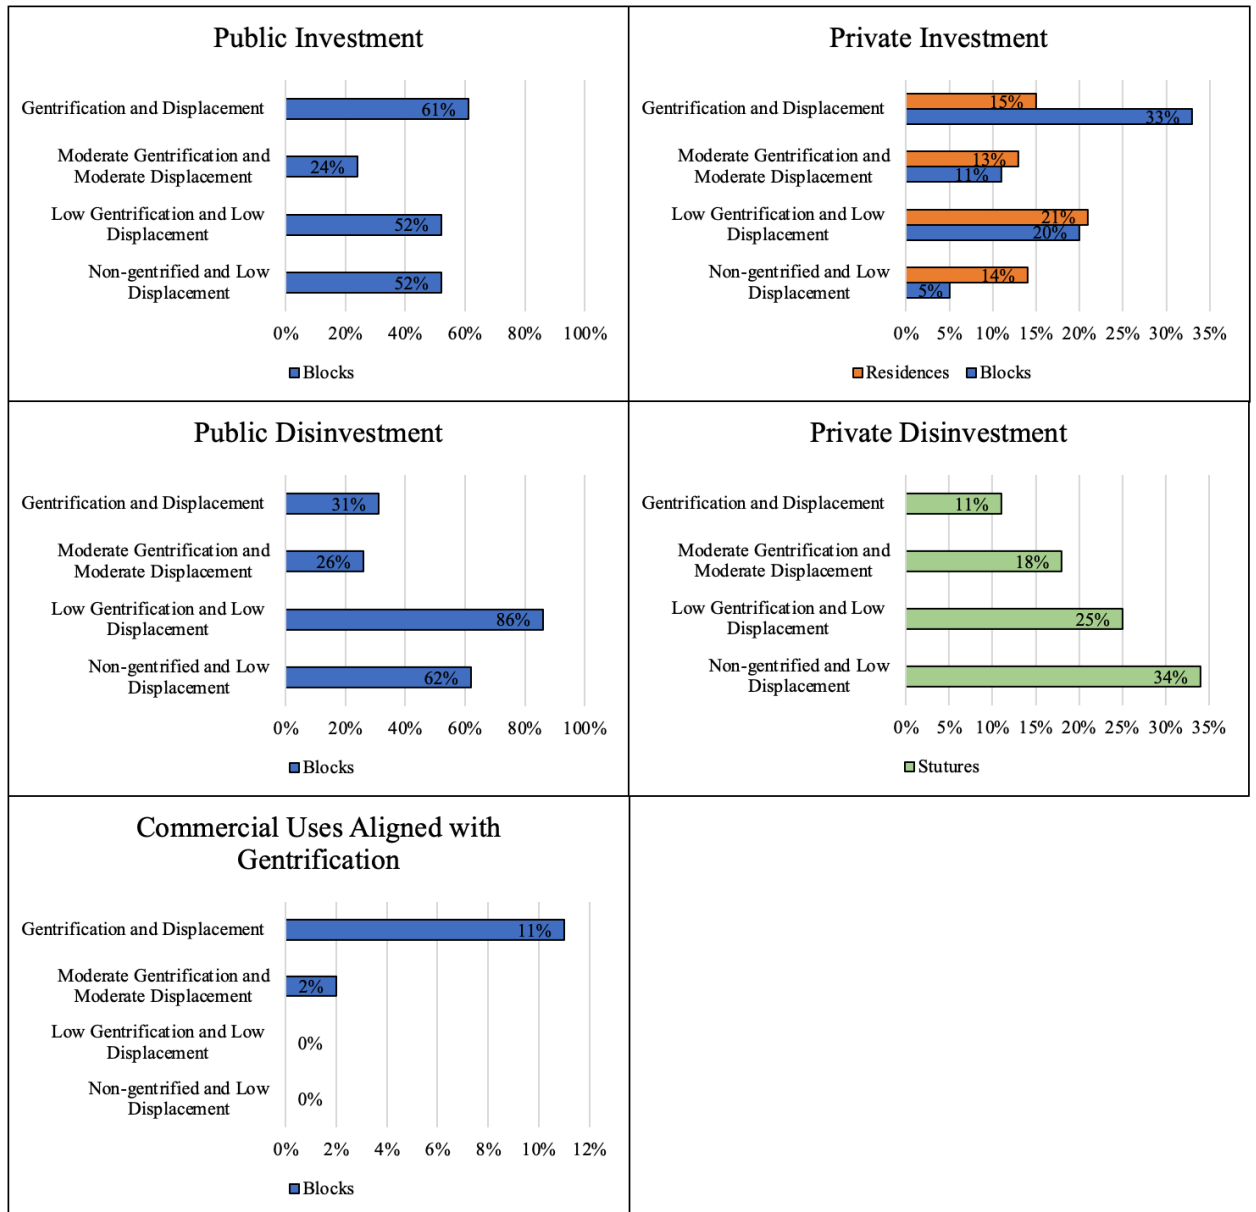 Public Investment
Gentrification and Displacement
61%
Moderate Gentrification and
Moderate Displacement
24%
Low Gentrification and Low
Displacement
52%
Non-gentrified and Low
Displacement
52%
0% 20% 40% 60% 80% 100%
Blocks
Private Investment
Gentrification and Displacement
15%
33%
Moderate Gentrification and
Moderate Displacement
13%
11%
Low Gentrification and Low
Displacement
21%
20%
Non-gentrified and Low
Displacement
14%
5%
0% 5% 10% 15% 20% 25% 30% 35%
Residences Blocks
Public Disinvestment
Gentrification and Displacement
31%
Moderate Gentrification and
Moderate Displacement
26%
Low Gentrification and Low
Displacement
86%
Non-gentrified and Low
Displacement
62%
0% 20% 40% 60% 80% 100%
Blocks
Private Disinvestment
Gentrification and Displacement
11%
Moderate Gentrification and
Moderate Displacement
18%
Low Gentrification and Low
Displacement
25%
Non-gentrified and Low
Displacement
34%
0% 5% 10% 15% 20% 25% 30% 35%
Stutures
Commercial Uses Aligned with
Gentrification
Gentrification and Displacement
11%
Moderate Gentrification and
Moderate Displacement
2%
Low Gentrification and Low
Displacement
0%
Non-gentrified and Low
Displacement
0%
0% 2% 4% 6% 8% 10% 12%
Blocks